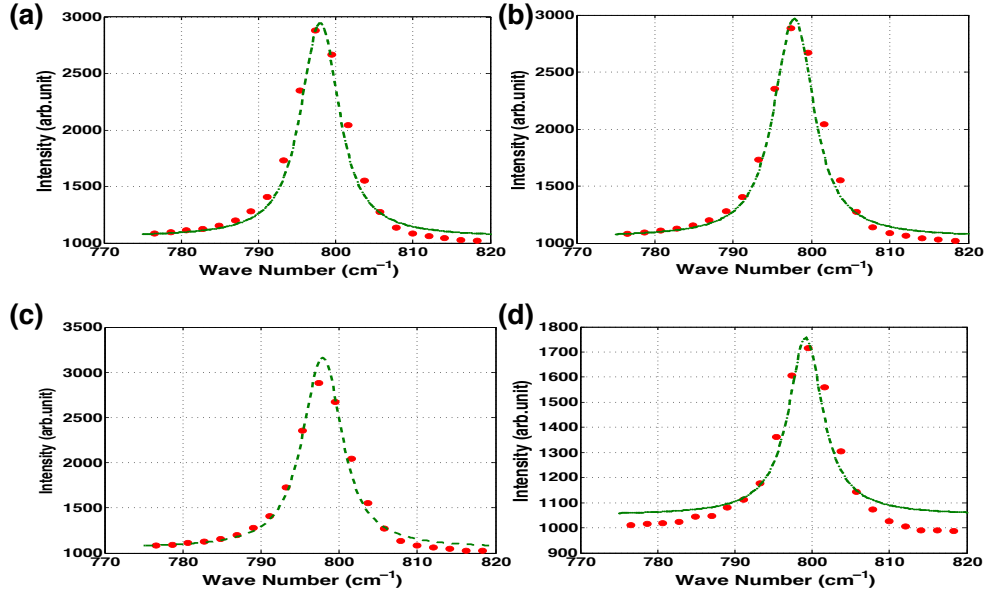 (a)
3000
2500
2000
1500
1000
770 780 790 800 810 820
Intensity (arb.unit)
Wave Number (cm⁻¹)
(b)
3000
2500
2000
1500
1000
770 780 790 800 810 820
Intensity (arb.unit)
Wave Number (cm⁻¹)
(c)
3500
3000
2500
2000
1500
1000
770 780 790 800 810 820
Intensity (arb.unit)
Wave Number (cm⁻¹)
(d)
1800
1700
1600
1500
1400
1300
1200
1100
1000
900
770 780 790 800 810 820
Intensity (arb.unit)
Wave Number (cm⁻¹)